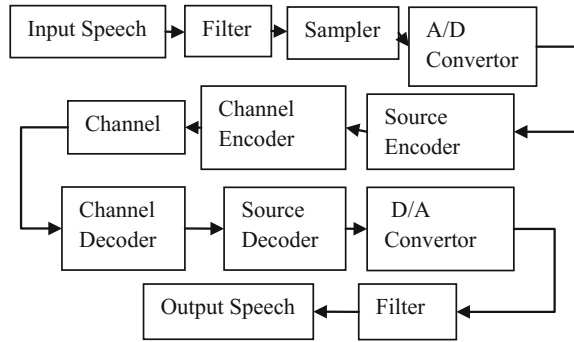 Input Speech
Filter
Sampler
A/D
Convertor
Source
Encoder
Channel
Encoder
Channel
Channel
Decoder
Source
Decoder
D/A
Convertor
Filter
Output Speech